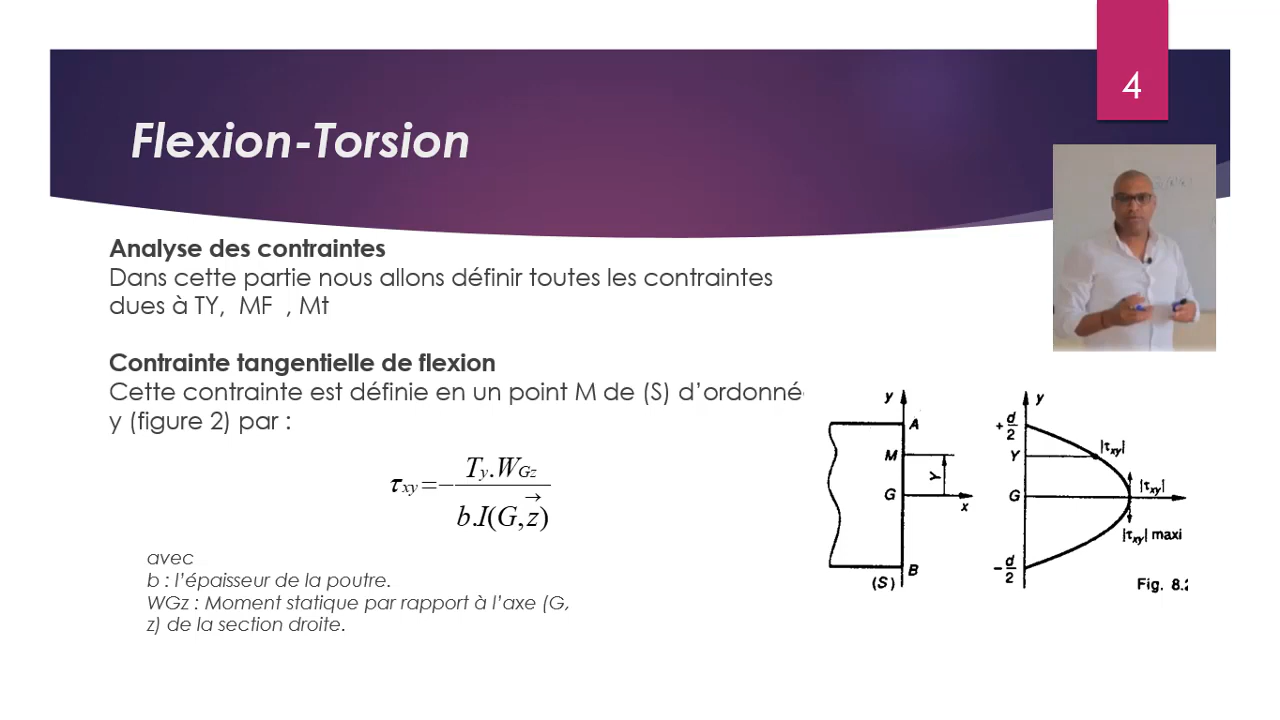 4
Flexion-Torsion
Analyse des contraintes
Dans cette partie nous allons définir toutes les contraintes
dues à TY, MF , Mt
Contrainte tangentielle de flexion
Cette contrainte est définie en un point M de (S) d’ordonné
y (figure 2) par :
τxy=−Ty.WGz/b.I(G,z⃗)
avec
b : l’épaisseur de la poutre.
WGz : Moment statique par rapport à l’axe (G,
z) de la section droite.
y
A
M
Y
G
x
B
(S)
y
+d/2
|τxy|
Y
|τxy|
G
|τxy| maxi
-d/2
Fig. 8.2